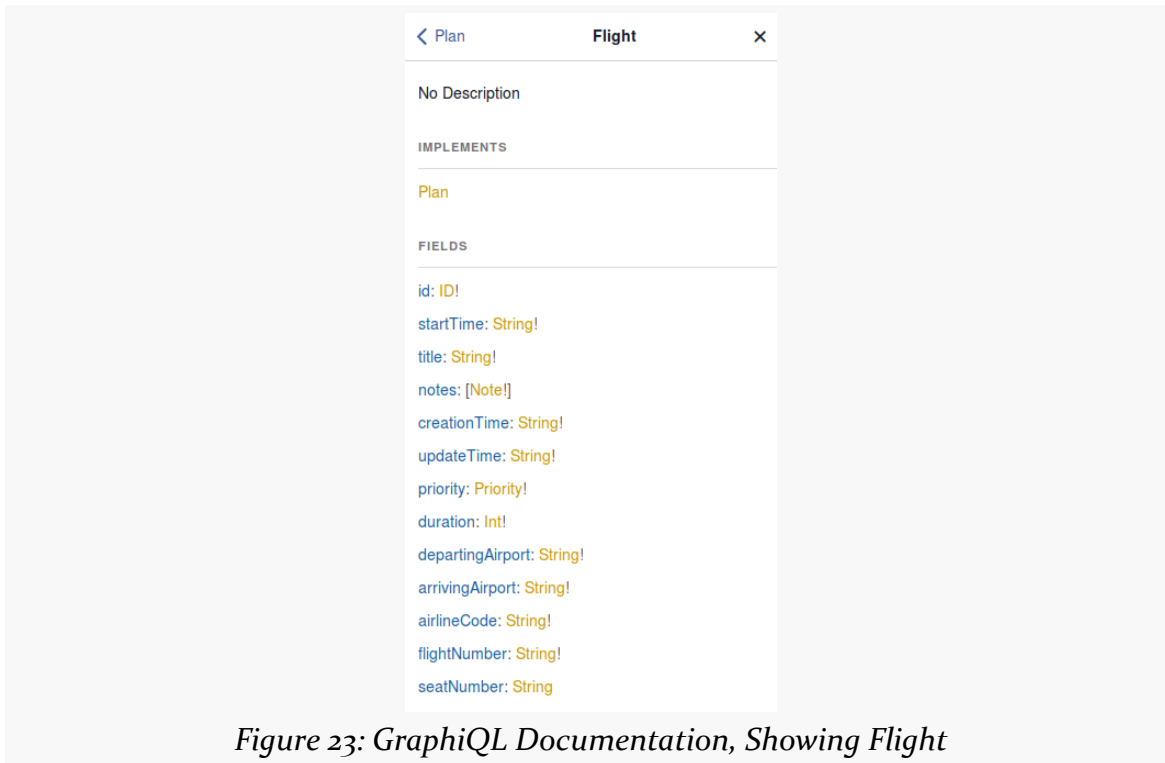 Plan Flight ×
No Description
IMPLEMENTS
Plan
FIELDS
id: ID!
startTime: String!
title: String!
notes: [Note!]
creationTime: String!
updateTime: String!
priority: Priority!
duration: Int!
departingAirport: String!
arrivingAirport: String!
airlineCode: String!
flightNumber: String!
seatNumber: String
Figure 23: GraphiQL Documentation, Showing Flight